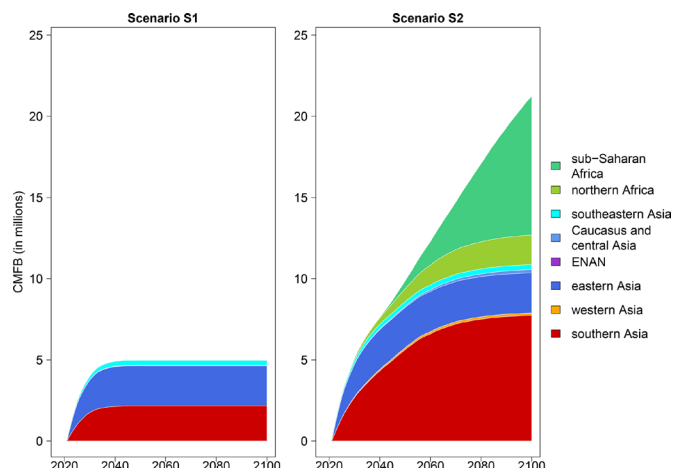 Scenario S1
Scenario S2
CMFB (in millions)
25
20
15
10
5
0
25
20
15
10
5
0
2020 2040 2060 2080 2100
2020 2040 2060 2080 2100
sub−Saharan
Africa
northern Africa
southeastern Asia
Caucasus and
central Asia
ENAN
eastern Asia
western Asia
southern Asia